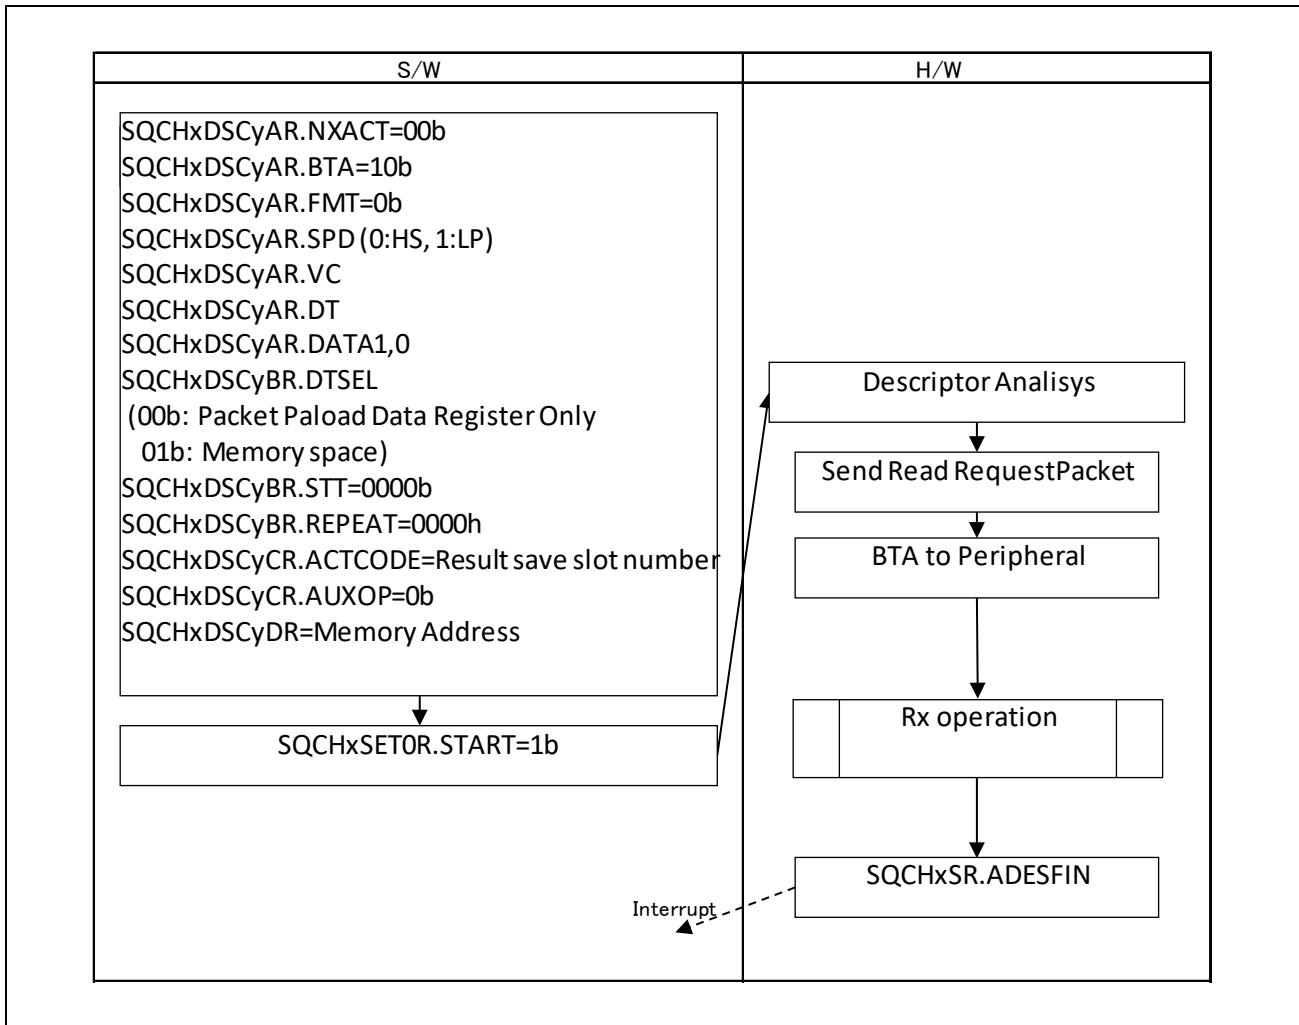 S/W
H/W
SQCHxDSCyAR.NXACT=00b
SQCHxDSCyAR.BTA=10b
SQCHxDSCyAR.FMT=0b
SQCHxDSCyAR.SPD (0:HS, 1:LP)
SQCHxDSCyAR.VC
SQCHxDSCyAR.DT
SQCHxDSCyAR.DATA1,0
SQCHxDSCyBR.DTSEL
(00b: Packet Paload Data Register Only
01b: Memory space)
SQCHxDSCyBR.STT=0000b
SQCHxDSCyBR.REPEAT=0000h
SQCHxDSCyCR.ACTCODE=Result save slot number
SQCHxDSCyCR.AUXOP=0b
SQCHxDSCyDR=Memory Address
SQCHxSET0R.START=1b
Descriptor Analisys
Send Read RequestPacket
BTA to Peripheral
Rx operation
SQCHxSR.ADESFIN
Interrupt